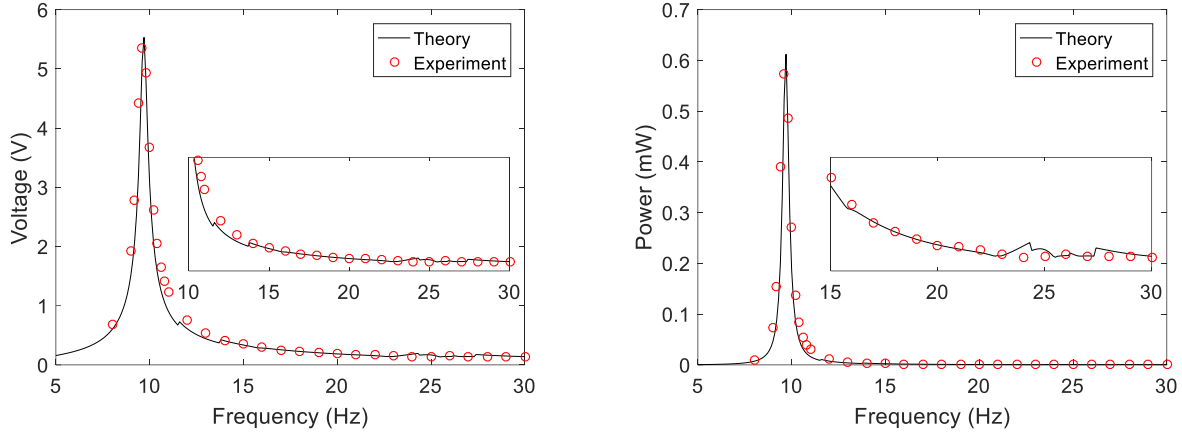 6
5
4
3
2
1
0
Voltage (V)
Theory
Experiment
10 15 20 25 30
5 10 15 20 25 30
Frequency (Hz)
0.7
0.6
0.5
0.4
0.3
0.2
0.1
0
Power (mW)
Theory
Experiment
15 20 25 30
5 10 15 20 25 30
Frequency (Hz)